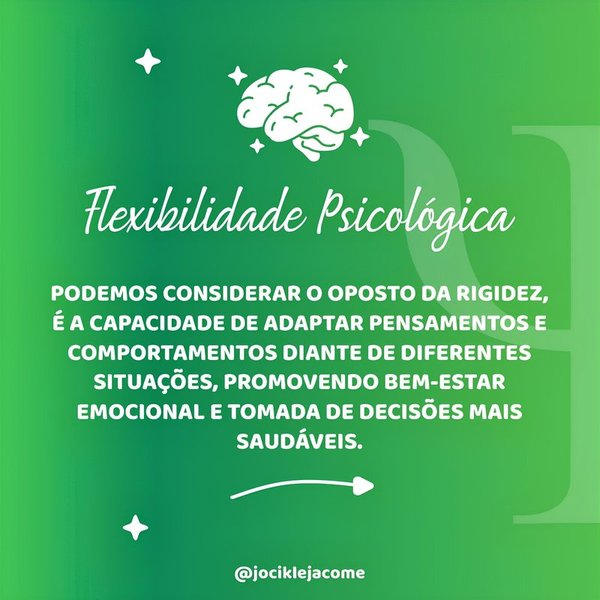 Flexibilidade Psicológica
PODEMOS CONSIDERAR O OPOSTO DA RIGIDEZ,
É A CAPACIDADE DE ADAPTAR PENSAMENTOS E
COMPORTAMENTOS DIANTE DE DIFERENTES
SITUAÇÕES, PROMOVENDO BEM-ESTAR
EMOCIONAL E TOMADA DE DECISÕES MAIS
SAUDÁVEIS.
@jociklejacome